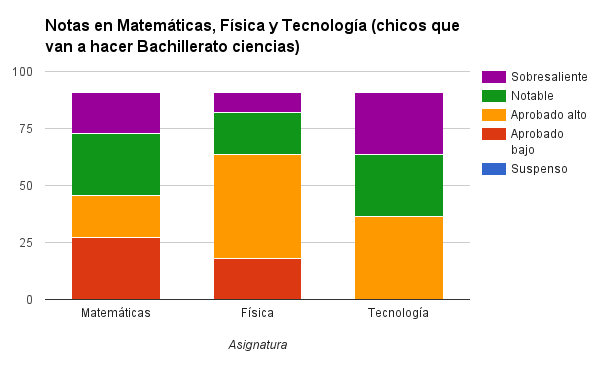 Notas en Matemáticas, Física y Tecnología (chicos que
van a hacer Bachillerato ciencias)
100
75
50
25
0
Matemáticas
Física
Tecnología
Asignatura
Sobresaliente
Notable
Aprobado alto
Aprobado
bajo
Suspenso